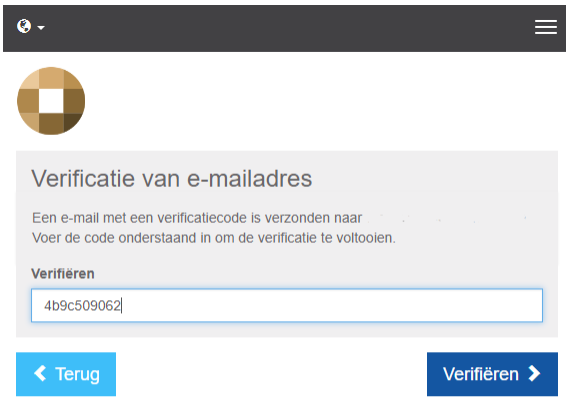 Verificatie van e-mailadres
Een e-mail met een verificatiecode is verzonden naar
Voer de code onderstaand in om de verificatie te voltooien.
Verifiëren
4b9c509062
Terug
Verifiëren